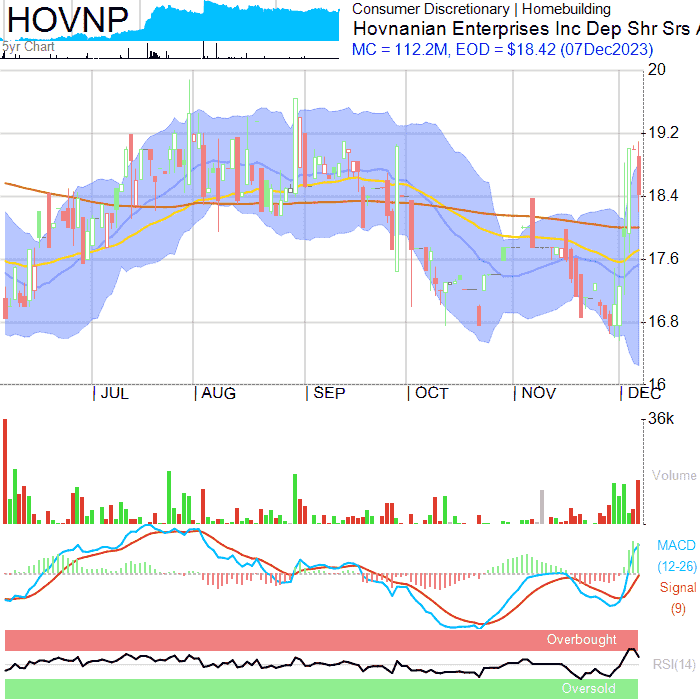 HOVNP
5yr Chart
Consumer Discretionary | Homebuilding
Hovnanian Enterprises Inc Dep Shr Srs A
MC = 112.2M, EOD = $18.42 (07Dec2023)
20
19.2
18.4
17.6
16.8
16
JUL AUG SEP OCT NOV DEC
36k
Volume
MACD
(12-26)
Signal
(9)
Overbought
RSI(14)
Oversold